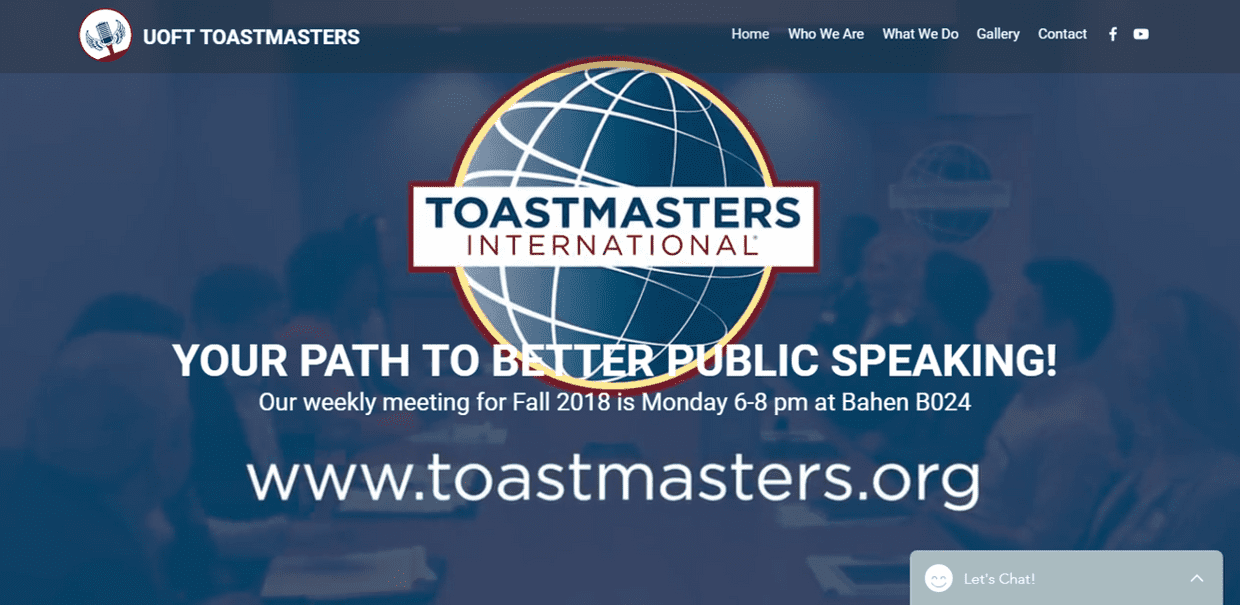 UOFT TOASTMASTERS
Home Who We Are What We Do Gallery Contact
TOASTMASTERS
INTERNATIONAL
YOUR PATH TO BETTER PUBLIC SPEAKING!
Our weekly meeting for Fall 2018 is Monday 6-8 pm at Bahen B024
www.toastmasters.org
Let's Chat!